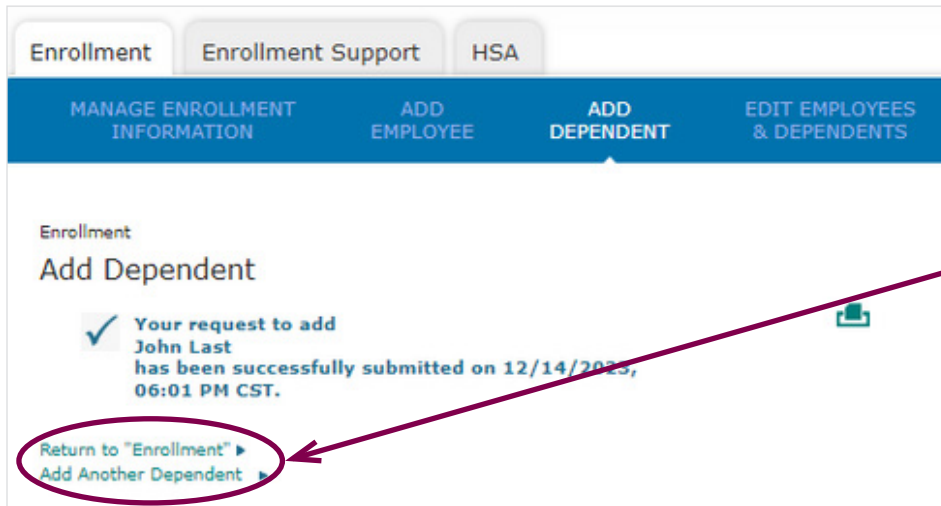 Enrollment Enrollment Support HSA
MANAGE ENROLLMENT INFORMATION
ADD EMPLOYEE
ADD DEPENDENT
EDIT EMPLOYEES & DEPENDENTS
Enrollment
Add Dependent
Your request to add
John Last
has been successfully submitted on 12/14/2023,
06:01 PM CST.
Return to "Enrollment"
Add Another Dependent